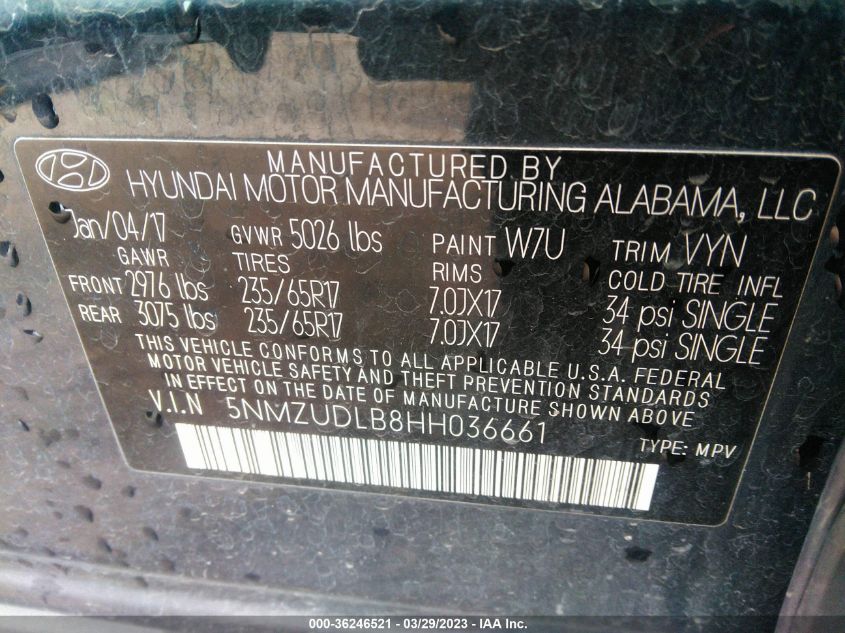 MANUFACTURED BY
HYUNDAI MOTOR MANUFACTURING ALABAMA, LLC
Jan/04/17 GVWR 5026 lbs PAINT W7U TRIM VYN
GAWR TIRES RIMS COLD TIRE INFL
FRONT 2976 lbs 235/65R17 7.0JX17 34 psi SINGLE
REAR 3075 lbs 235/65R17 7.0JX17 34 psi SINGLE
THIS VEHICLE CONFORMS TO ALL APPLICABLE U.S.A. FEDERAL
MOTOR VEHICLE SAFETY AND THEFT PREVENTION STANDARDS
IN EFFECT ON THE DATE OF MANUFACTURE SHOWN ABOVE.
V.I.N 5NMZUDLB8HH036661 TYPE: MPV
000-36246521 - 03/29/2023 - IAA Inc.